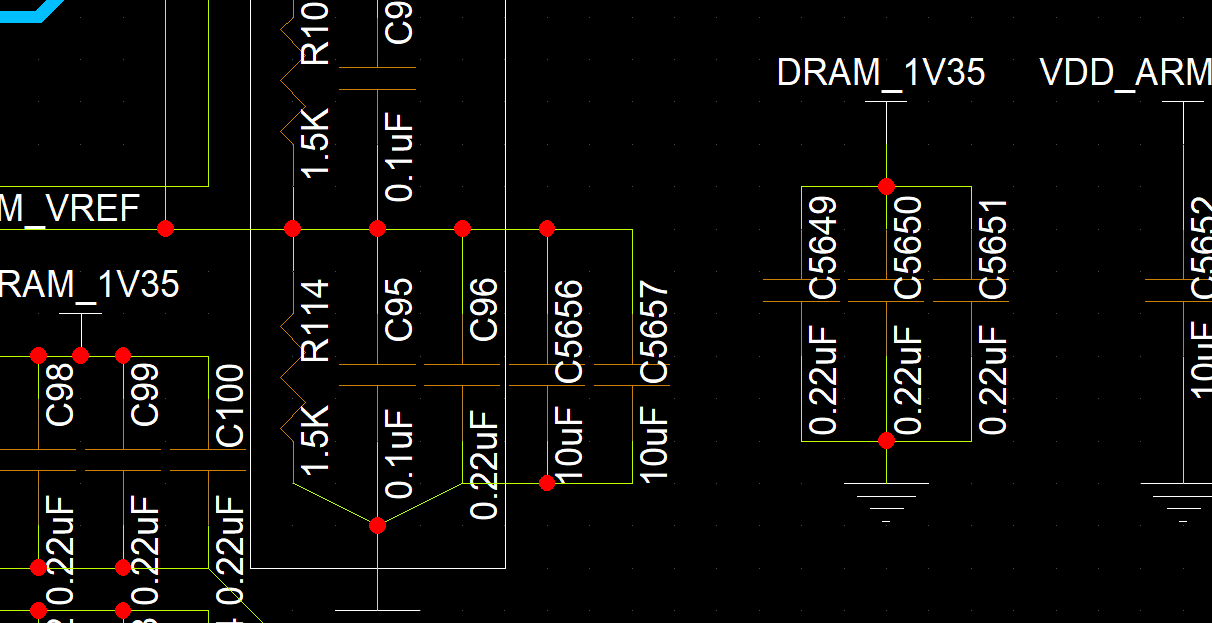 R10
C9
1.5K
0.1uF
DRAM_1V35
VDD_ARM
M_VREF
RAM_1V35
R114
1.5K
C95
0.1uF
C96
0.22uF
C5656
10uF
C5657
10uF
C5649
0.22uF
C5650
0.22uF
C5651
0.22uF
C5652
10uF
C98
0.22uF
C99
0.22uF
C100
0.22uF